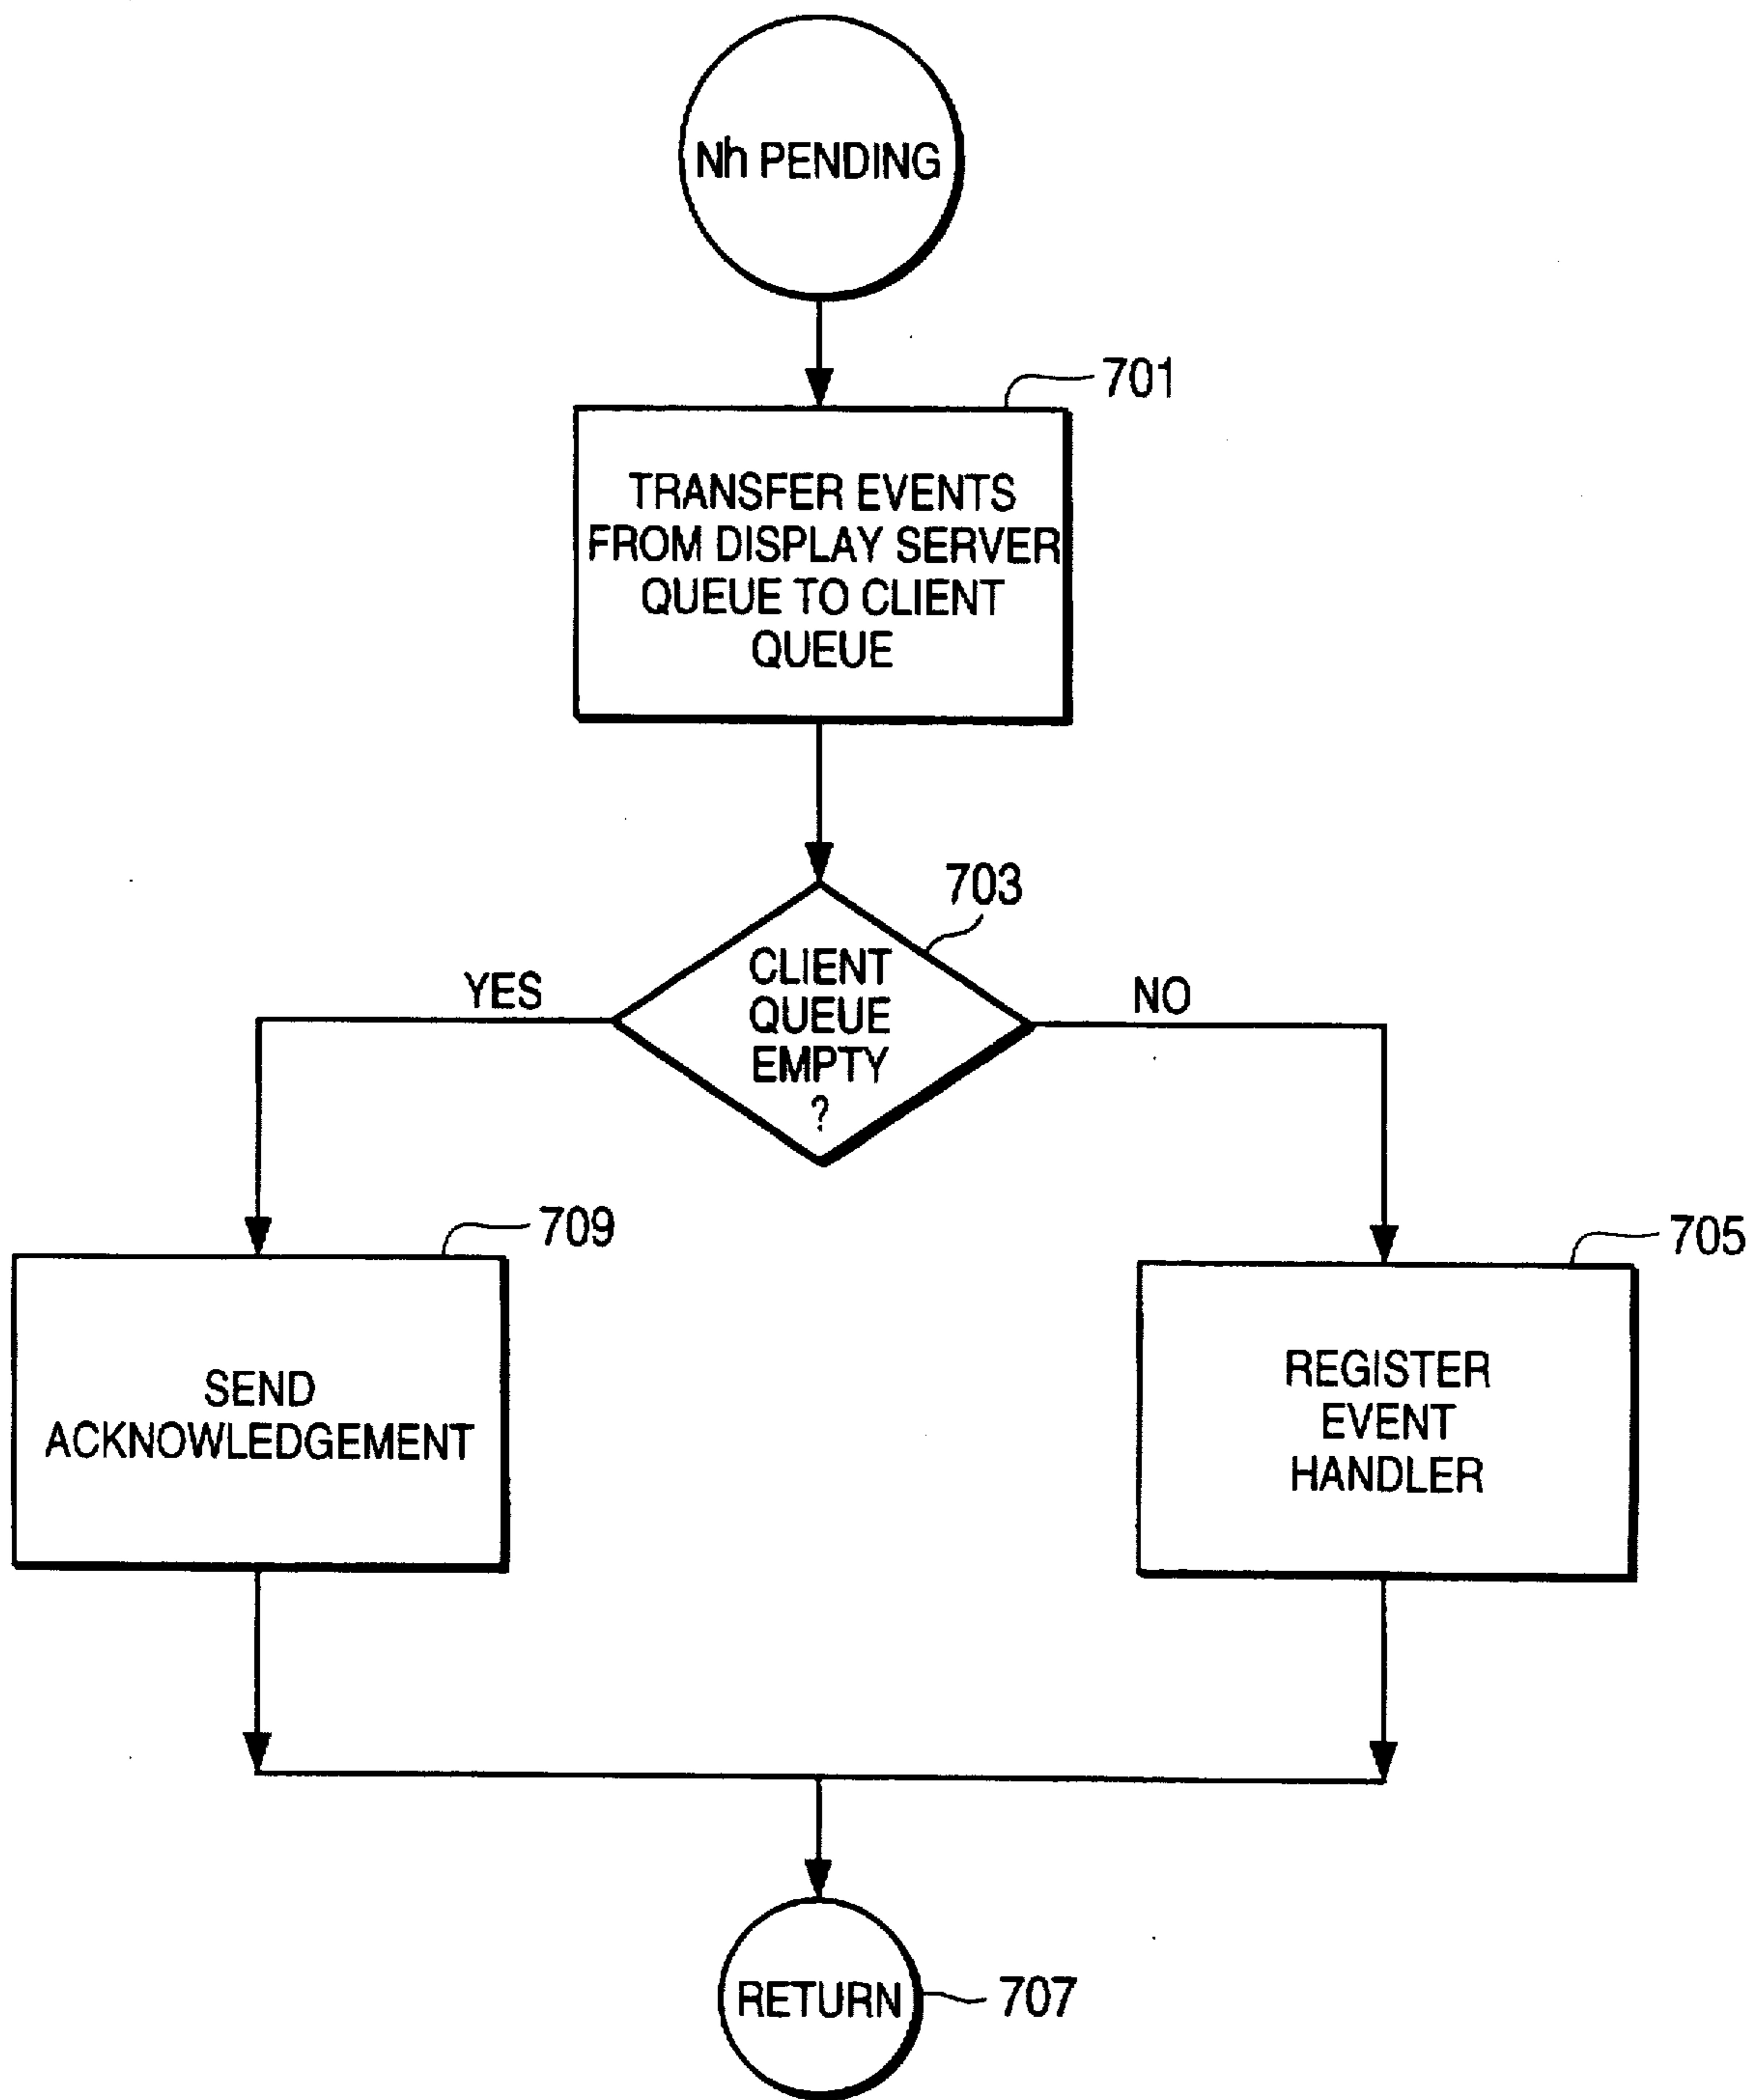 Nh PENDING
701
TRANSFER EVENTS
FROM DISPLAY SERVER
QUEUE TO CLIENT
QUEUE
703
CLIENT
QUEUE
EMPTY
?
YES
NO
709
705
SEND
ACKNOWLEDGEMENT
REGISTER
EVENT
HANDLER
RETURN
707